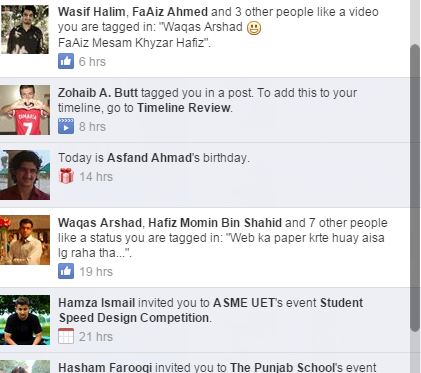 Wasif Halim, FaAiz Ahmed and 3 other people like a video
you are tagged in: "Waqas Arshad 😀
FaAiz Mesam Khyzar Hafiz".
6 hrs
Zohaib A. Butt tagged you in a post. To add this to your
timeline, go to Timeline Review.
8 hrs
Today is Asfand Ahmad's birthday.
14 hrs
Waqas Arshad, Hafiz Momin Bin Shahid and 7 other people
like a status you are tagged in: "Web ka paper krte huay aisa
lg raha tha...".
19 hrs
Hamza Ismail invited you to ASME UET's event Student
Speed Design Competition.
21 hrs
Hasham Farooqi invited you to The Punjab School's event